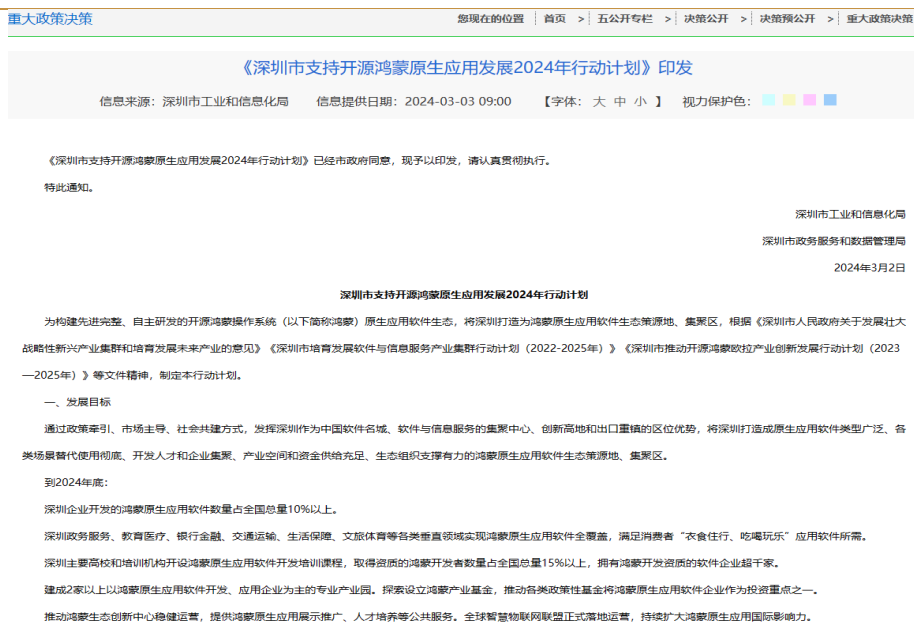 重大政策决策
您现在的位置 首页 > 五公开专栏 > 决策公开 > 决策预公开 > 重大政策决策
《深圳市支持开源鸿蒙原生应用发展2024年行动计划》印发
信息来源：深圳市工业和信息化局 信息提供日期：2024-03-03 09:00 【字体： 大 中 小 】 视力保护色：
《深圳市支持开源鸿蒙原生应用发展2024年行动计划》已经市政府同意，现予以印发，请认真贯彻执行。
特此通知。
深圳市工业和信息化局
深圳市政务服务和数据管理局
2024年3月2日
深圳市支持开源鸿蒙原生应用发展2024年行动计划
为构建先进完整、自主研发的开源鸿蒙操作系统（以下简称鸿蒙）原生应用软件生态，将深圳打造为鸿蒙原生应用软件生态策源地、集聚区，根据《深圳市人民政府关于发展壮大
战略性新兴产业集群和培育发展未来产业的意见》《深圳市培育发展软件与信息服务产业集群行动计划（2022-2025年）》《深圳市推动开源鸿蒙欧拉产业创新发展行动计划（2023
—2025年）》等文件精神，制定本行动计划。
一、发展目标
通过政策牵引、市场主导、社会共建方式，发挥深圳作为中国软件名城、软件与信息服务的集聚中心、创新高地和出口重镇的区位优势，将深圳打造成原生应用软件类型广泛、各
类场景替代使用彻底、开发人才和企业集聚、产业空间和资金供给充足、生态组织支撑有力的鸿蒙原生应用软件生态策源地、集聚区。
到2024年底：
深圳企业开发的鸿蒙原生应用软件数量占全国总量10%以上。
深圳政务服务、教育医疗、银行金融、交通运输、生活保障、文旅体育等各类垂直领域实现鸿蒙原生应用软件全覆盖，满足消费者“衣食住行、吃喝玩乐”应用软件所需。
深圳主要高校和培训机构开设鸿蒙原生应用软件开发培训课程，取得资质的鸿蒙开发者数量占全国总量15%以上，拥有鸿蒙开发资质的软件企业超千家。
建成2家以上以鸿蒙原生应用软件开发、应用企业为主的专业产业园。探索设立鸿蒙产业基金，推动各类政策性基金将鸿蒙原生应用软件企业作为投资重点之一。
推动鸿蒙生态创新中心稳健运营，提供鸿蒙原生应用展示推广、人才培养等公共服务。全球智慧物联网联盟正式落地运营，持续扩大鸿蒙原生应用国际影响力。